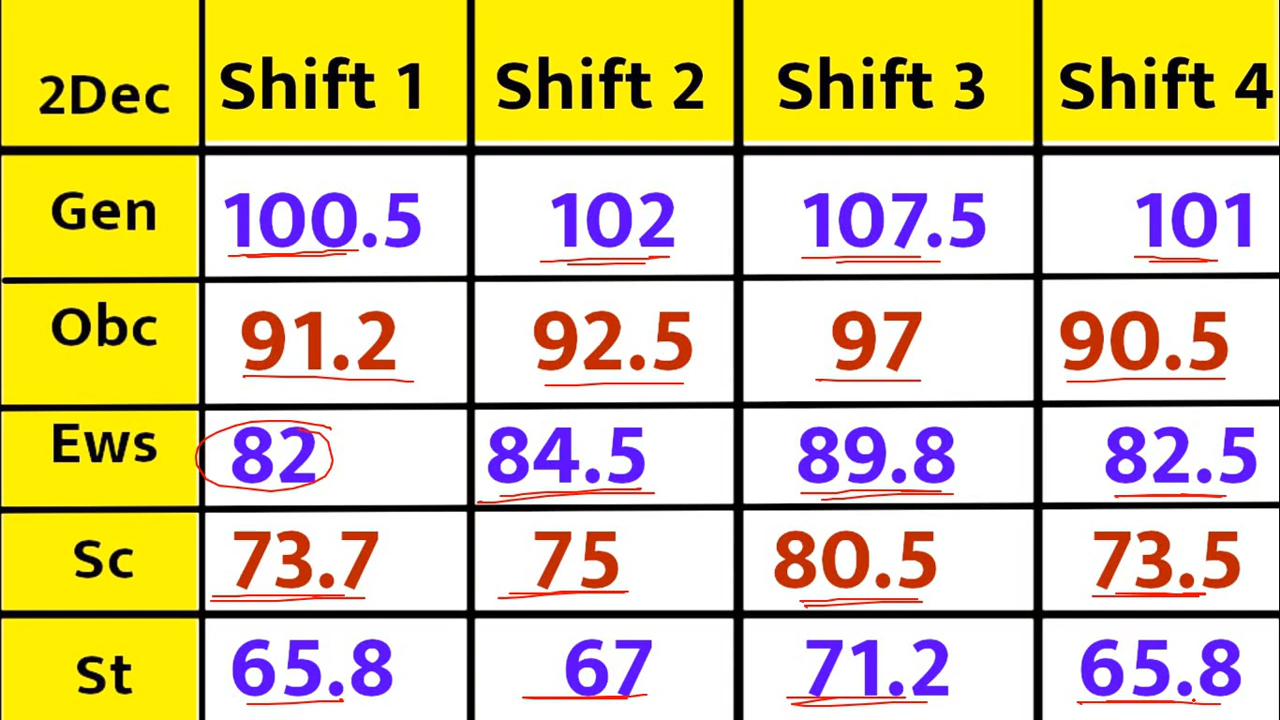 2Dec Shift 1 Shift 2 Shift 3 Shift 4
Gen 100.5 102 107.5 101
Obc 91.2 92.5 97 90.5
Ews 82 84.5 89.8 82.5
Sc 73.7 75 80.5 73.5
St 65.8 67 71.2 65.8